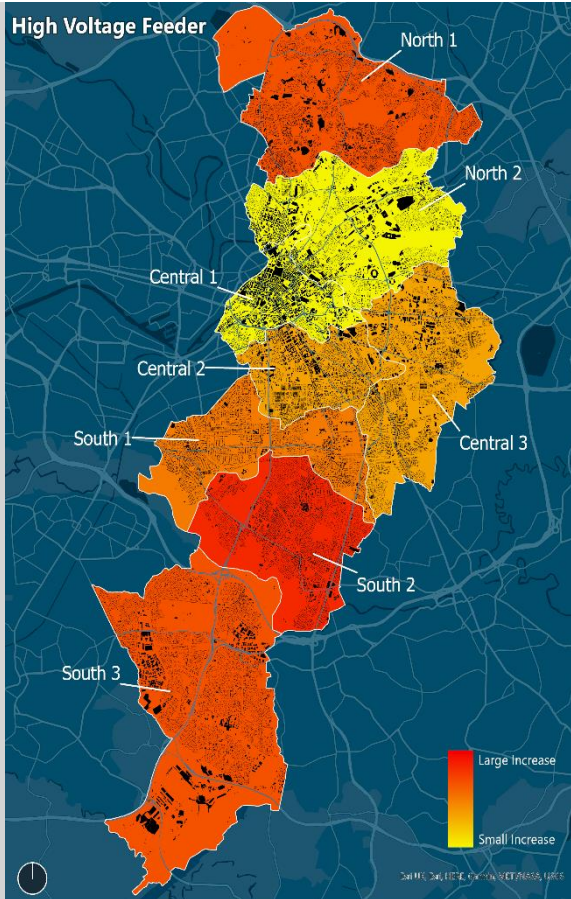 High Voltage Feeder
North 1
North 2
Central 1
Central 2
South 1
Central 3
South 2
South 3
Large Increase
Small Increase